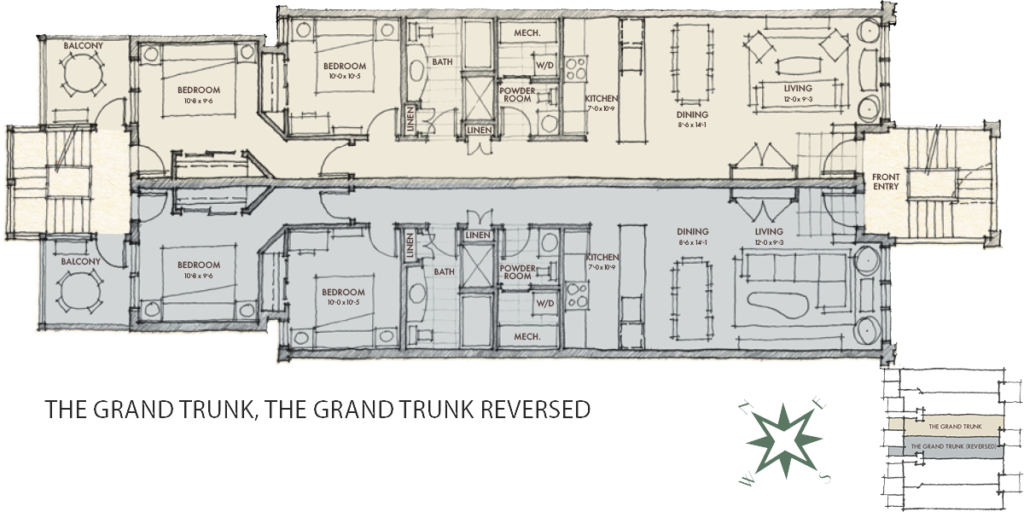 BALCONY
BEDROOM
10-8 x 9-6
BEDROOM
10-0 x 10-5
BATH
LINEN
LINEN
MECH.
W/D
POWDER
ROOM
KITCHEN
7-0 x 10-9
DINING
8-6 x 14-1
LIVING
12-0 x 9-3
FRONT
ENTRY
BALCONY
BEDROOM
10-8 x 9-6
BEDROOM
10-0 x 10-5
LINEN
LINEN
BATH
POWDER
ROOM
W/D
MECH.
KITCHEN
7-0 x 10-9
DINING
8-6 x 14-1
LIVING
12-0 x 9-3
THE GRAND TRUNK, THE GRAND TRUNK REVERSED
N
E
W
S
THE GRAND TRUNK
THE GRAND TRUNK (REVERSED)